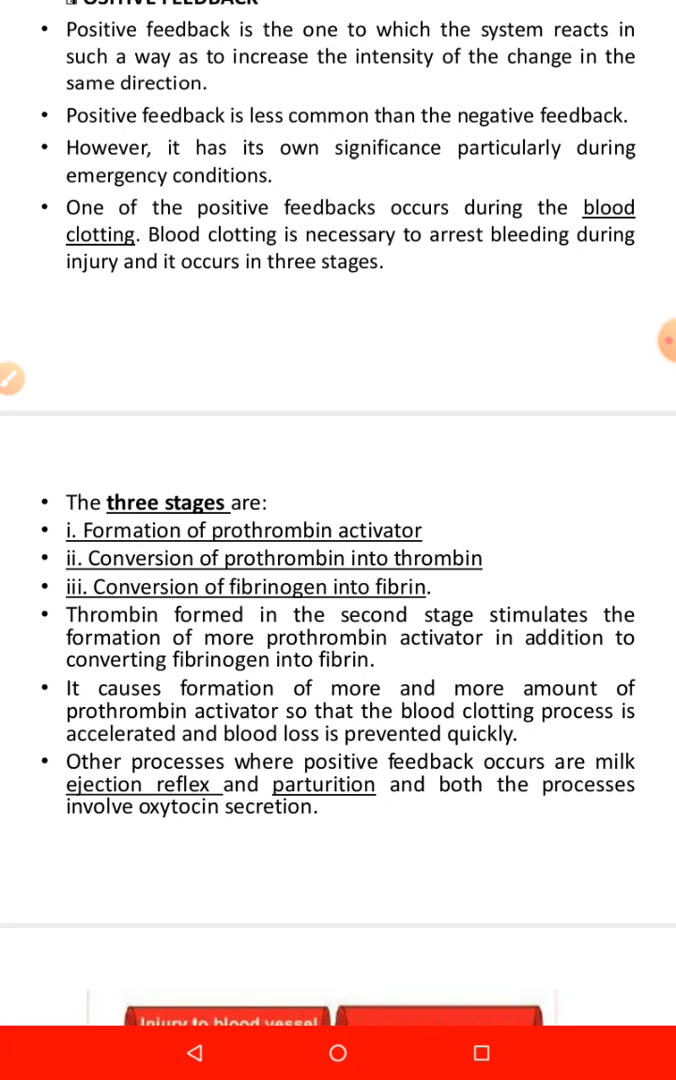 POSITIVE FEEDBACK
• Positive feedback is the one to which the system reacts in
such a way as to increase the intensity of the change in the
same direction.
• Positive feedback is less common than the negative feedback.
• However, it has its own significance particularly during
emergency conditions.
• One of the positive feedbacks occurs during the blood
clotting. Blood clotting is necessary to arrest bleeding during
injury and it occurs in three stages.
• The three stages are:
• i. Formation of prothrombin activator
• ii. Conversion of prothrombin into thrombin
• iii. Conversion of fibrinogen into fibrin.
• Thrombin formed in the second stage stimulates the
formation of more prothrombin activator in addition to
converting fibrinogen into fibrin.
• It causes formation of more and more amount of
prothrombin activator so that the blood clotting process is
accelerated and blood loss is prevented quickly.
• Other processes where positive feedback occurs are milk
ejection reflex and parturition and both the processes
involve oxytocin secretion.
Injury to blood vessel